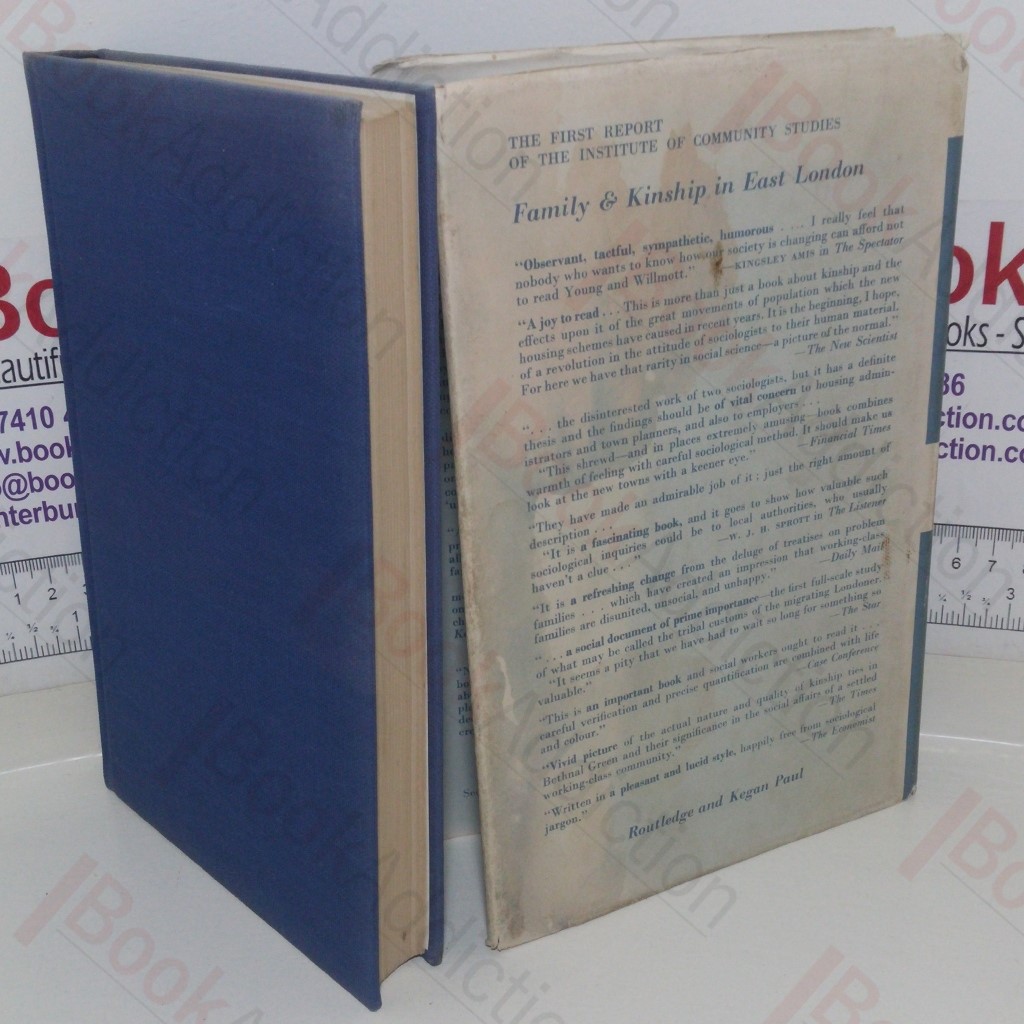 THE FIRST REPORT
OF THE INSTITUTE OF COMMUNITY STUDIES
Family & Kinship in East London
"Observant, tactful, sympathetic, humorous . . . . I really feel that
nobody who wants to know how our society is changing can afford not
to read Young and Willmott." —KINGSLEY AMIS in The Spectator
"A joy to read . . . This is more than just a book about kinship and the
effects upon it of the great movements of population which the new
housing schemes have caused in recent years. It is the beginning, I hope,
of a revolution in the attitude of sociologists to their human material.
For here we have that rarity in social science—a picture of the normal."
—The New Scientist
". . . the disinterested work of two sociologists, but it has a definite
thesis and the findings should be of vital concern to housing admin-
istrators and town planners, and also to employers . . .
"This shrewd—and in places extremely amusing—book combines
warmth of feeling with careful sociological method. It should make us
look at the new towns with a keener eye." —Financial Times
"They have made an admirable job of it; just the right amount of
description . . .
"It is a fascinating book, and it goes to show how valuable such
sociological inquiries could be to local authorities, who usually
haven't a clue . . ." —W. J. H. SPROTT in The Listener
"It is a refreshing change from the deluge of treatises on problem
families . . . which have created an impression that working-class
families are disunited, unsocial, and unhappy." —Daily Mail
". . . a social document of prime importance—the first full-scale study
of what may be called the tribal customs of the migrating Londoner.
"It seems a pity that we have had to wait so long for something so
valuable." —The Star
"This is an important book and social workers ought to read it . . .
careful verification and precise quantification are combined with life
and colour." —Case Conference
"Vivid picture of the actual nature and quality of kinship ties in
Bethnal Green and their significance in the social affairs of a settled
working-class community." —The Times
"Written in a pleasant and lucid style, happily free from sociological
jargon." —The Economist
Routledge and Kegan Paul